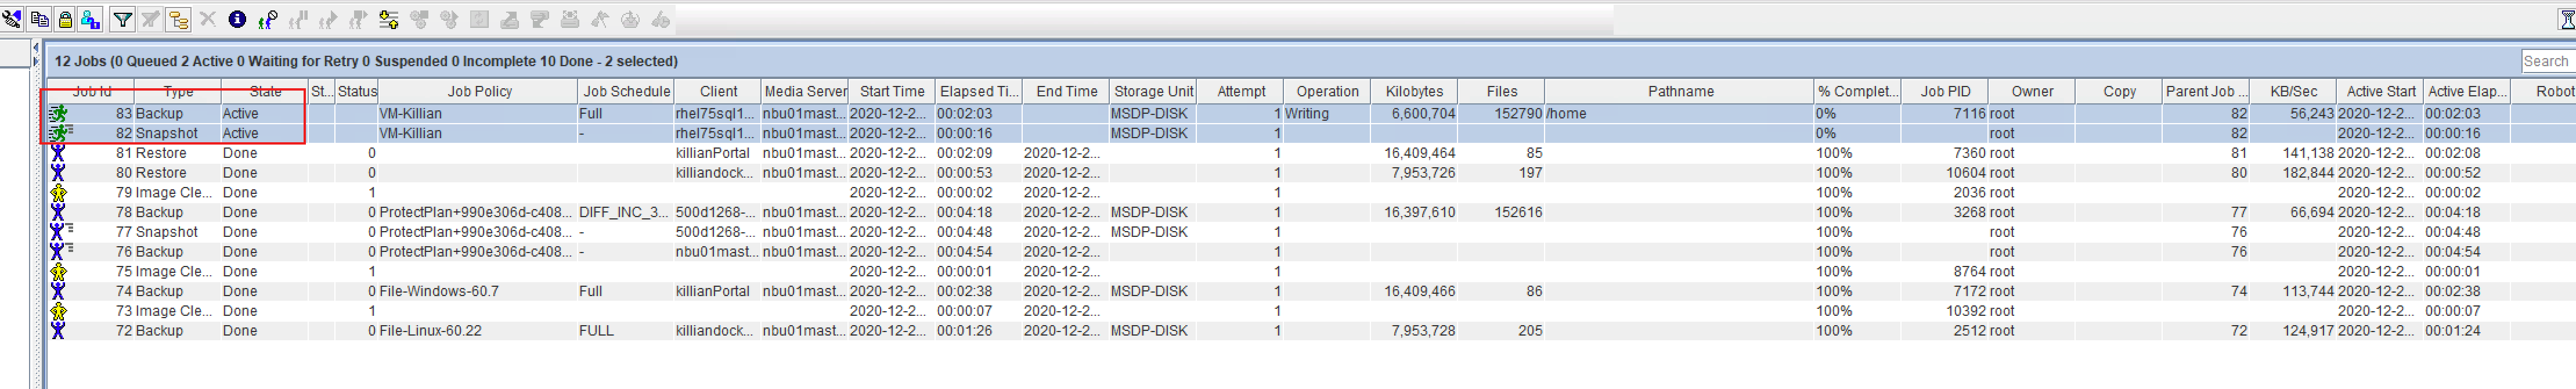 12 Jobs (0 Queued 2 Active 0 Waiting for Retry 0 Suspended 0 Incomplete 10 Done - 2 selected)
Search
Job Id Type State St... Status Job Policy Job Schedule Client Media Server Start Time Elapsed Ti... End Time Storage Unit Attempt Operation Kilobytes Files Pathname % Complet... Job PID Owner Copy Parent Job ... KB/Sec Active Start Active Elap... Robot
83 Backup Active VM-Killian Full rhel75sql1... nbu01mast... 2020-12-2... 00:02:03 MSDP-DISK 1 Writing 6,600,704 152790 /home 0% 7116 root 82 56,243 2020-12-2... 00:02:03
82 Snapshot Active VM-Killian - rhel75sql1... nbu01mast... 2020-12-2... 00:00:16 MSDP-DISK 1 0% root 82 2020-12-2... 00:00:16
81 Restore Done 0 killianPortal nbu01mast... 2020-12-2... 00:02:09 2020-12-2... 1 16,409,464 85 100% 7360 root 81 141,138 2020-12-2... 00:02:08
80 Restore Done 0 killiandock... nbu01mast... 2020-12-2... 00:00:53 2020-12-2... 1 7,953,726 197 100% 10604 root 80 182,844 2020-12-2... 00:00:52
79 Image Cle... Done 1 2020-12-2... 00:00:02 2020-12-2... 1 100% 2036 root 2020-12-2... 00:00:02
78 Backup Done 0 ProtectPlan+990e306d-c408... DIFF_INC_3... 500d1268-... nbu01mast... 2020-12-2... 00:04:18 2020-12-2... MSDP-DISK 1 16,397,610 152616 100% 3268 root 77 66,694 2020-12-2... 00:04:18
77 Snapshot Done 0 ProtectPlan+990e306d-c408... - 500d1268-... nbu01mast... 2020-12-2... 00:04:48 2020-12-2... MSDP-DISK 1 100% root 76 2020-12-2... 00:04:48
76 Backup Done 0 ProtectPlan+990e306d-c408... - nbu01mast... nbu01mast... 2020-12-2... 00:04:54 2020-12-2... 1 100% root 76 2020-12-2... 00:04:54
75 Image Cle... Done 1 2020-12-2... 00:00:01 2020-12-2... 1 100% 8764 root 2020-12-2... 00:00:01
74 Backup Done 0 File-Windows-60.7 Full killianPortal nbu01mast... 2020-12-2... 00:02:38 2020-12-2... MSDP-DISK 1 16,409,466 86 100% 7172 root 74 113,744 2020-12-2... 00:02:38
73 Image Cle... Done 1 2020-12-2... 00:00:07 2020-12-2... 1 100% 10392 root 2020-12-2... 00:00:07
72 Backup Done 0 File-Linux-60.22 FULL killiandock... nbu01mast... 2020-12-2... 00:01:26 2020-12-2... MSDP-DISK 1 7,953,728 205 100% 2512 root 72 124,917 2020-12-2... 00:01:24